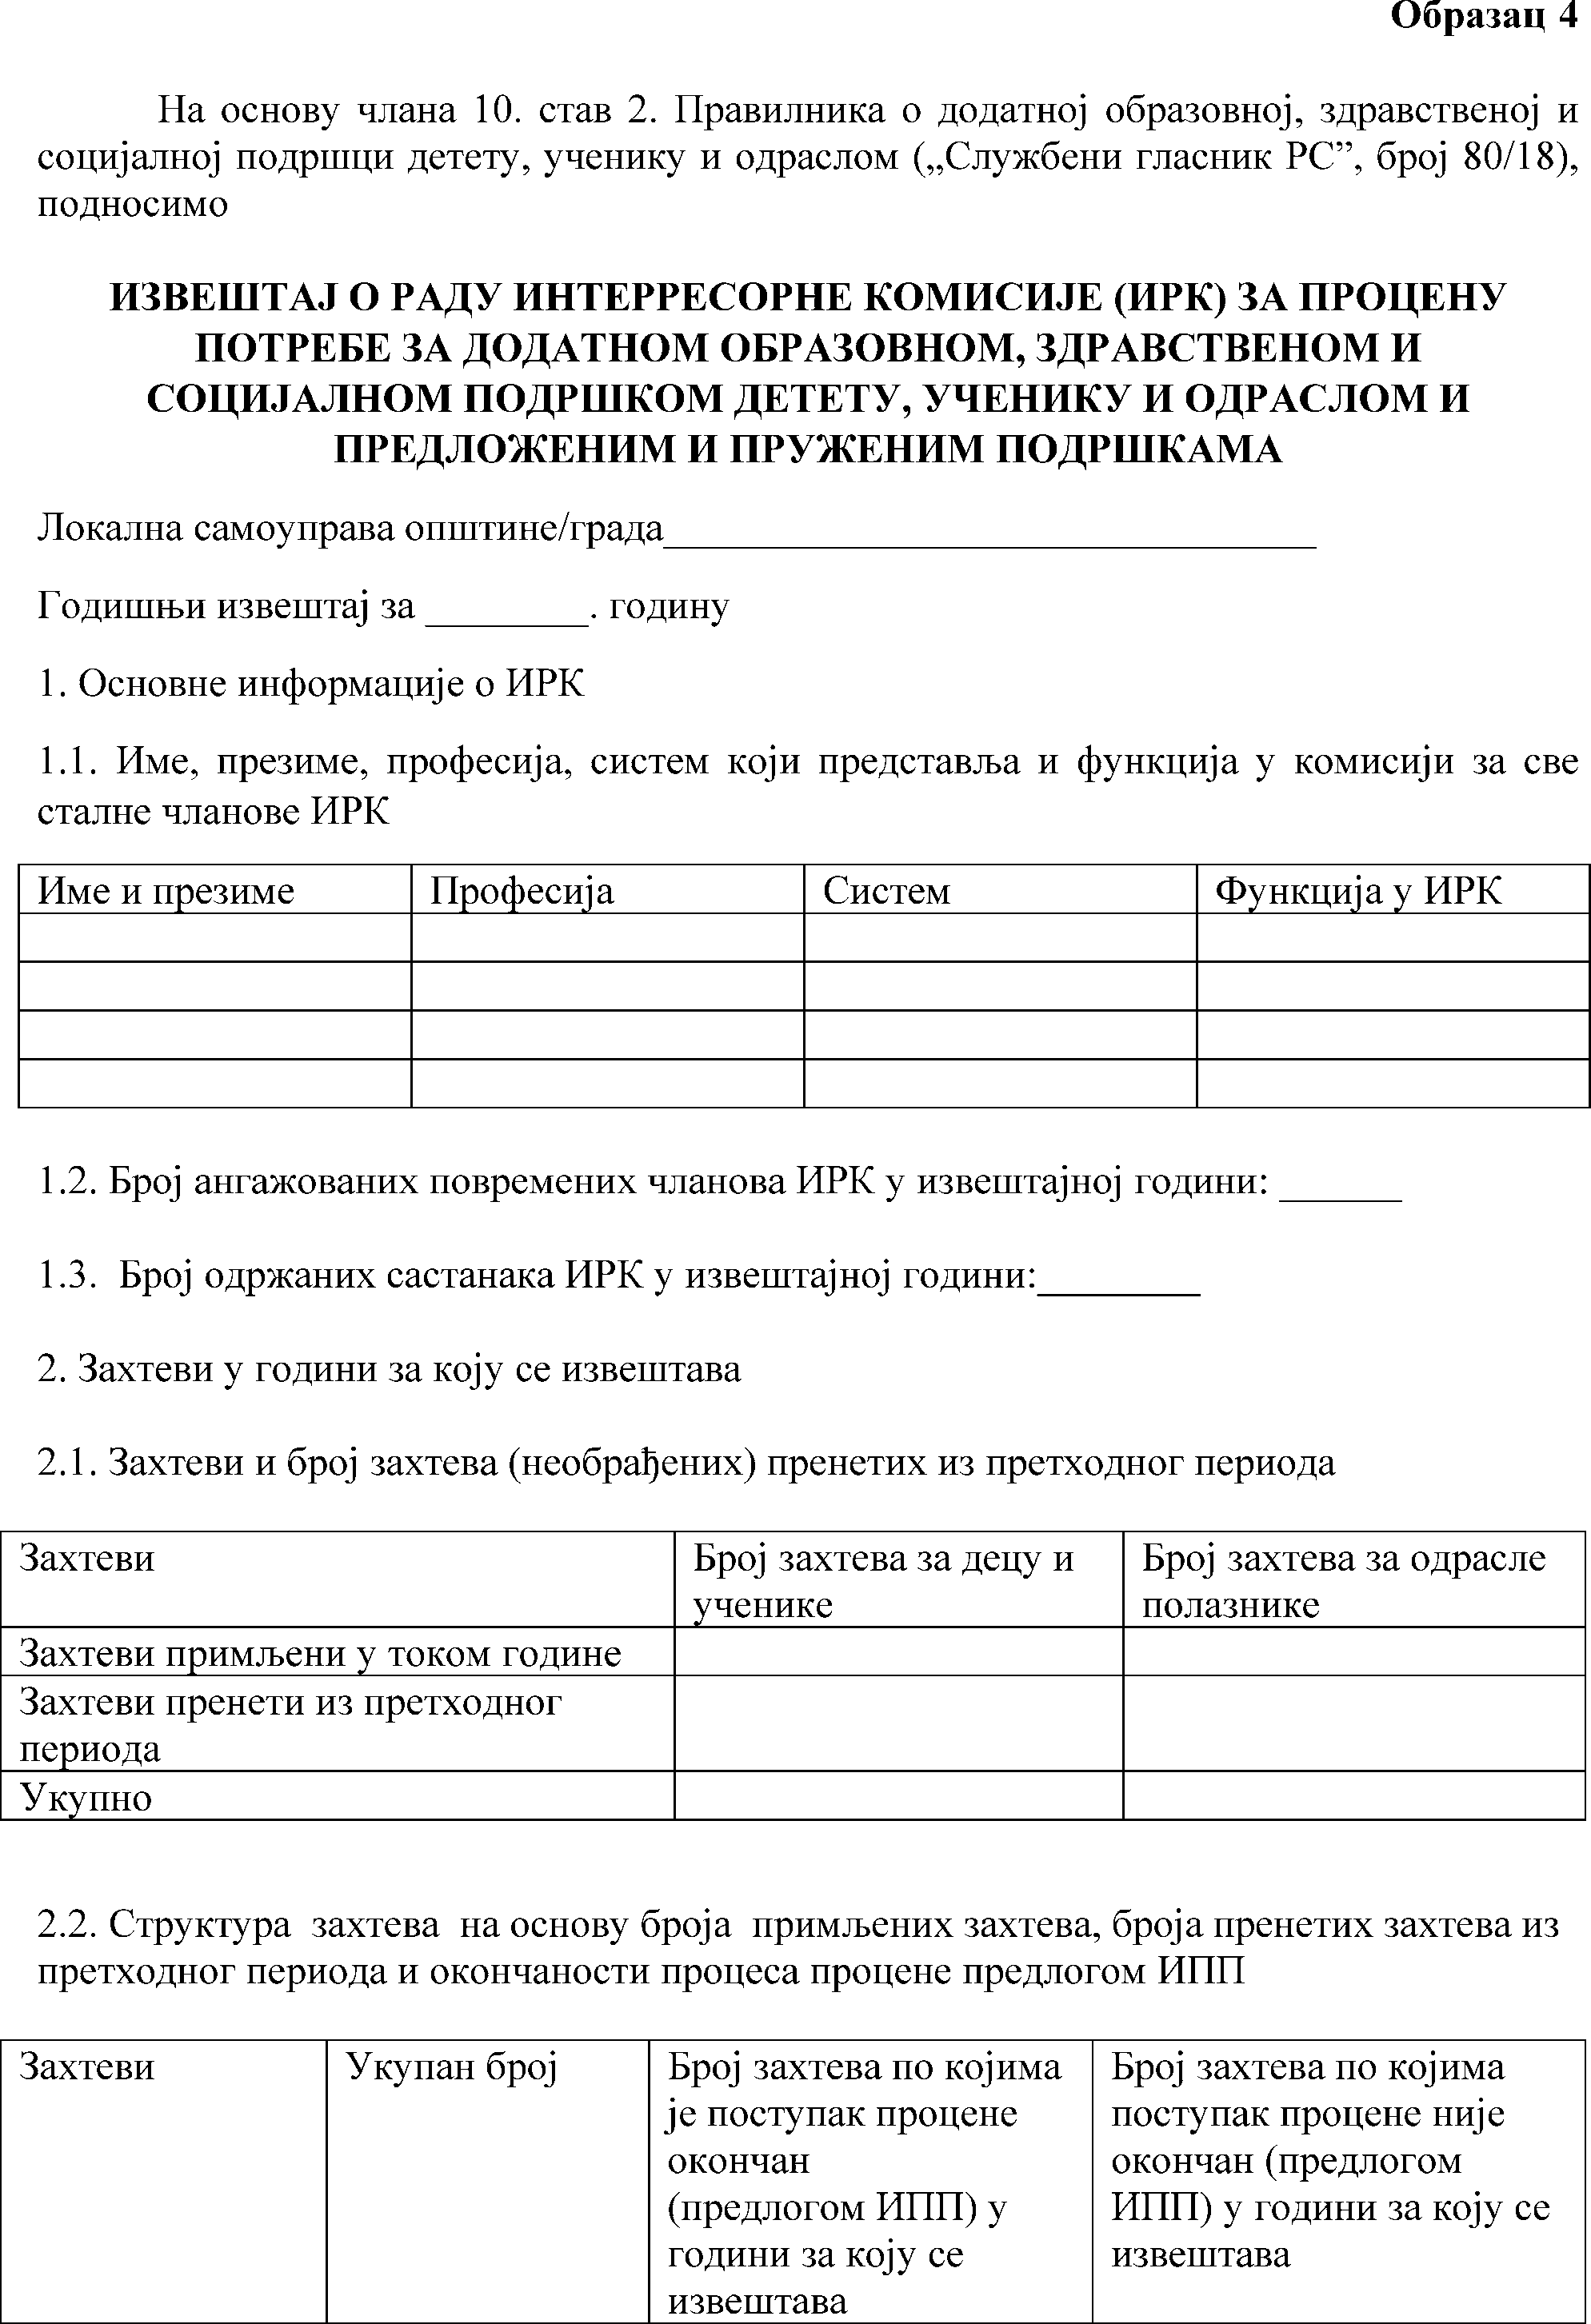 Образац 4
На основу члана 10. став 2. Правилника о додатној образовној, здравственој и
социјалној подршци детету, ученику и одраслом („Службени гласник РС”, број 80/18),
подносимо
ИЗВЕШТАЈ О РАДУ ИНТЕРРЕСОРНЕ КОМИСИЈЕ (ИРК) ЗА ПРОЦЕНУ
ПОТРЕБЕ ЗА ДОДАТНОМ ОБРАЗОВНОМ, ЗДРАВСТВЕНОМ И
СОЦИЈАЛНОМ ПОДРШКОМ ДЕТЕТУ, УЧЕНИКУ И ОДРАСЛОМ И
ПРЕДЛОЖЕНИМ И ПРУЖЕНИМ ПОДРШКАМА
Локална самоуправа општине/града________________________________
Годишњи извештај за ________. годину
1. Основне информације о ИРК
1.1. Име, презиме, професија, систем који представља и функција у комисији за све
сталне чланове ИРК
Име и презиме Професија Систем Функција у ИРК
1.2. Број ангажованих повремених чланова ИРК у извештајној години: ______
1.3. Број одржаних састанака ИРК у извештајној години:________
2. Захтеви у години за коју се извештава
2.1. Захтеви и број захтева (необрађених) пренетих из претходног периода
Захтеви
Број захтева за децу и
ученике
Број захтева за одрасле
полазнике
Захтеви примљени у током године
Захтеви пренети из претходног
периода
Укупно
2.2. Структура захтева на основу броја примљених захтева, броја пренетих захтева из
претходног периода и окончаности процеса процене предлогом ИПП
Захтеви
Укупан број
Број захтева по којима
је поступак процене
окончан
(предлогом ИПП) у
години за коју се
извештава
Број захтева по којима
поступак процене није
окончан (предлогом
ИПП) у години за коју се
извештава